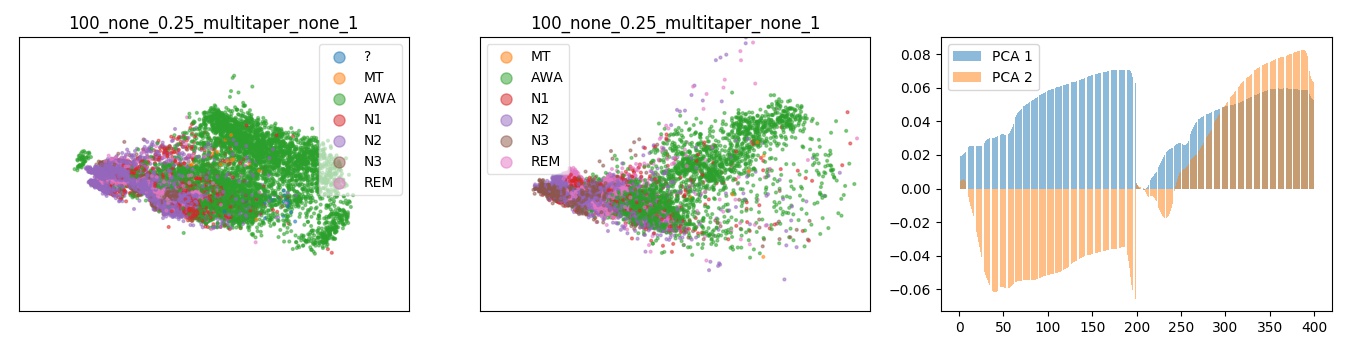 100_none_0.25_multitaper_none_1
?
MT
AWA
N1
N2
N3
REM
100_none_0.25_multitaper_none_1
MT
AWA
N1
N2
N3
REM
PCA 1
PCA 2
0.08
0.06
0.04
0.02
0.00
−0.02
−0.04
−0.06
0 50 100 150 200 250 300 350 400